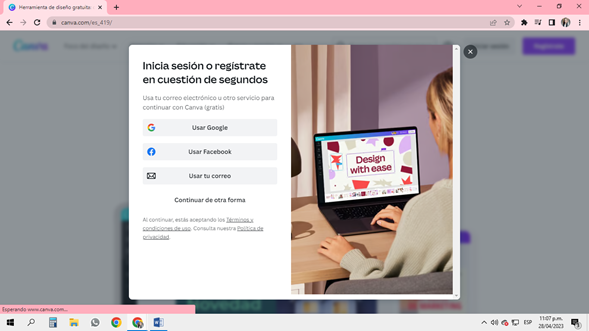 Herramienta de diseño gratuita:
canva.com/es_419/
Canva
Inicia sesión o regístrate
en cuestión de segundos
Usa tu correo electrónico u otro servicio para
continuar con Canva (gratis)
Usar Google
Usar Facebook
Usar tu correo
Continuar de otra forma
Al continuar, estás aceptando los Términos y
condiciones de uso. Consulta nuestra Política de
privacidad.
Design
with ease
Esperando www.canva.com...
ESP
11:07 p.m.
28/04/2023